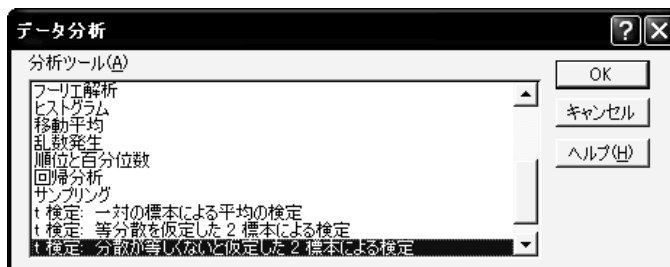 データ分析
分析ツール(A)
フーリエ解析
ヒストグラム
移動平均
乱数発生
順位と百分位数
回帰分析
サンプリング
t 検定: 一対の標本による平均の検定
t 検定: 等分散を仮定した 2 標本による検定
t 検定: 分散が等しくないと仮定した 2 標本による検定
OK
キャンセル
ヘルプ(H)